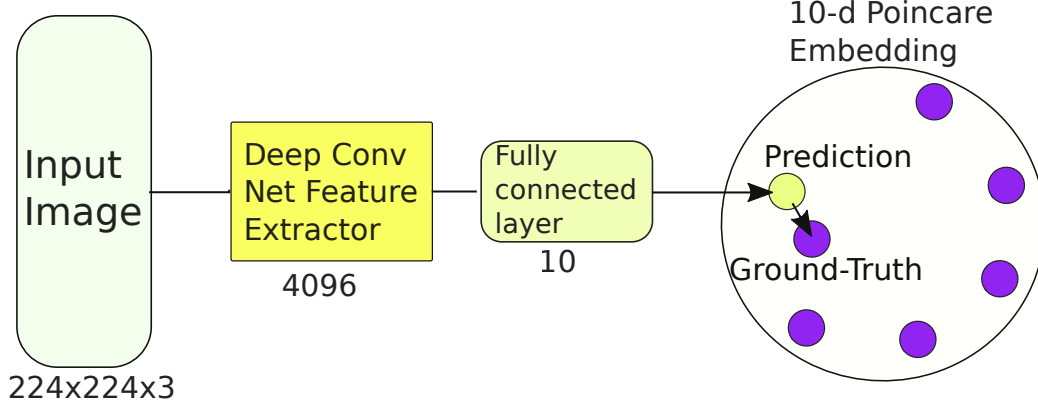 10-d Poincare
Embedding
Input
Image
224x224x3
Deep Conv
Net Feature
Extractor
4096
Fully
connected
layer
10
Prediction
Ground-Truth